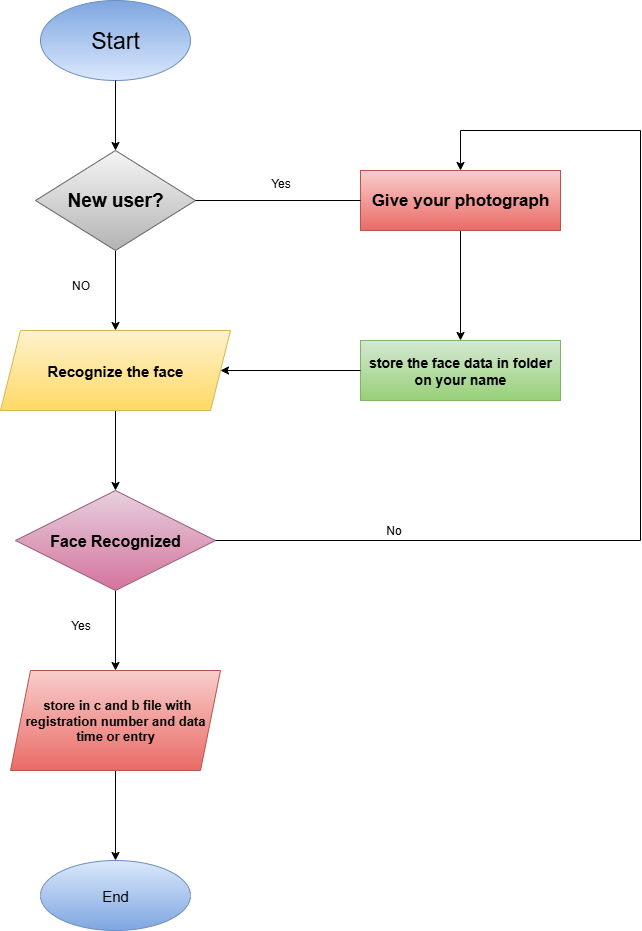 Start
New user?
Yes
Give your photograph
NO
Recognize the face
store the face data in folder
on your name
Face Recognized
No
Yes
store in c and b file with
registration number and data
time or entry
End